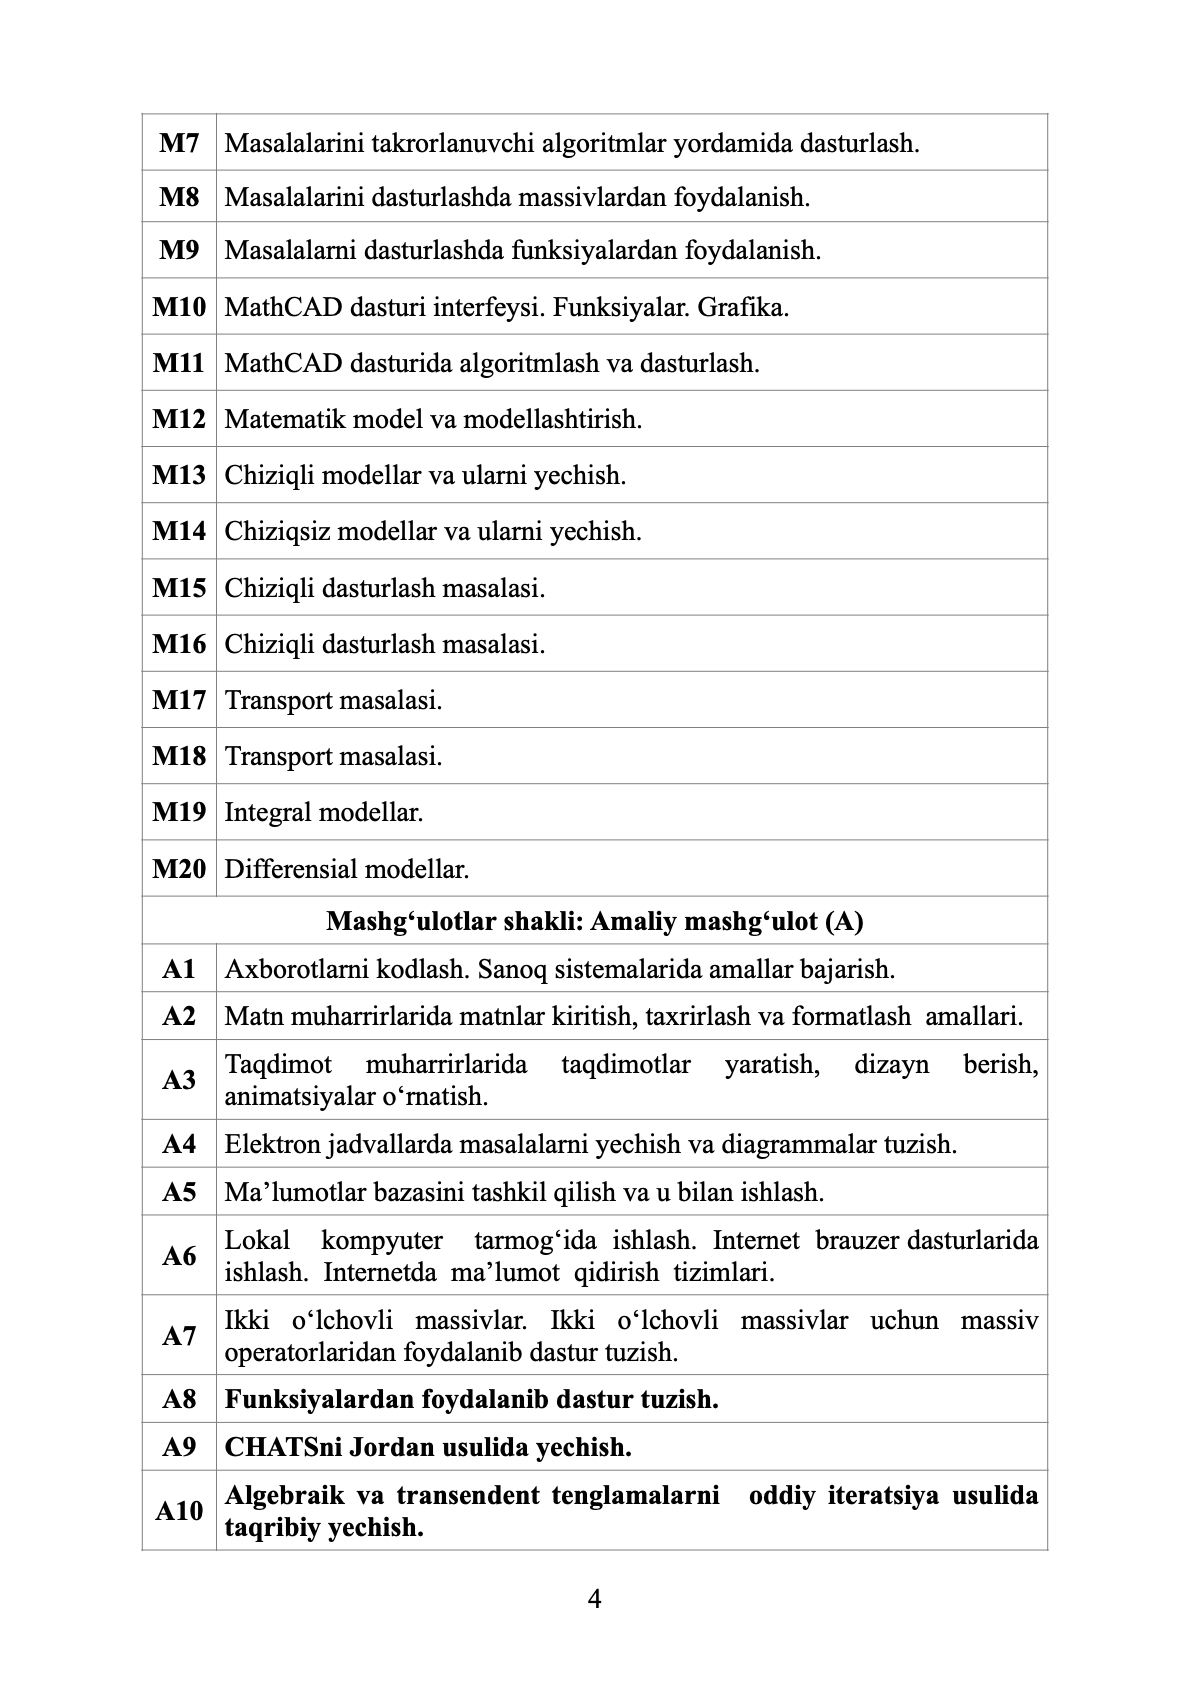 M7 Masalalarini takrorlanuvchi algoritmlar yordamida dasturlash.
M8 Masalalarini dasturlashda massivlardan foydalanish.
M9 Masalalarni dasturlashda funksiyalardan foydalanish.
M10 MathCAD dasturi interfeysi. Funksiyalar. Grafika.
M11 MathCAD dasturida algoritmlash va dasturlash.
M12 Matematik model va modellashtirish.
M13 Chiziqli modellar va ularni yechish.
M14 Chiziqsiz modellar va ularni yechish.
M15 Chiziqli dasturlash masalasi.
M16 Chiziqli dasturlash masalasi.
M17 Transport masalasi.
M18 Transport masalasi.
M19 Integral modellar.
M20 Differensial modellar.
Mashg‘ulotlar shakli: Amaliy mashg‘ulot (A)
A1 Axborotlarni kodlash. Sanoq sistemalarida amallar bajarish.
A2 Matn muharrirlarida matnlar kiritish, taxrirlash va formatlash amallari.
A3 Taqdimot muharrirlarida taqdimotlar yaratish, dizayn berish,
animatsiyalar o‘rnatish.
A4 Elektron jadvallarda masalalarni yechish va diagrammalar tuzish.
A5 Ma’lumotlar bazasini tashkil qilish va u bilan ishlash.
A6 Lokal kompyuter tarmog‘ida ishlash. Internet brauzer dasturlarida
ishlash. Internetda ma’lumot qidirish tizimlari.
A7 Ikki o‘lchovli massivlar. Ikki o‘lchovli massivlar uchun massiv
operatorlaridan foydalanib dastur tuzish.
A8 Funksiyalardan foydalanib dastur tuzish.
A9 CHATSni Jordan usulida yechish.
A10 Algebraik va transendent tenglamalarni oddiy iteratsiya usulida
taqribiy yechish.
4